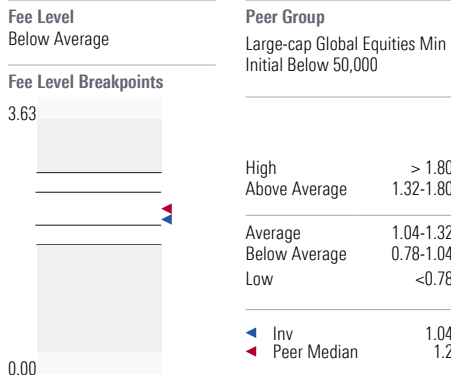 Fee Level
Below Average
Fee Level Breakpoints
3.63
0.00
Peer Group
Large-cap Global Equities Min
Initial Below 50,000
High > 1.80
Above Average 1.32-1.80
Average 1.04-1.32
Below Average 0.78-1.04
Low <0.78
Inv 1.04
Peer Median 1.2